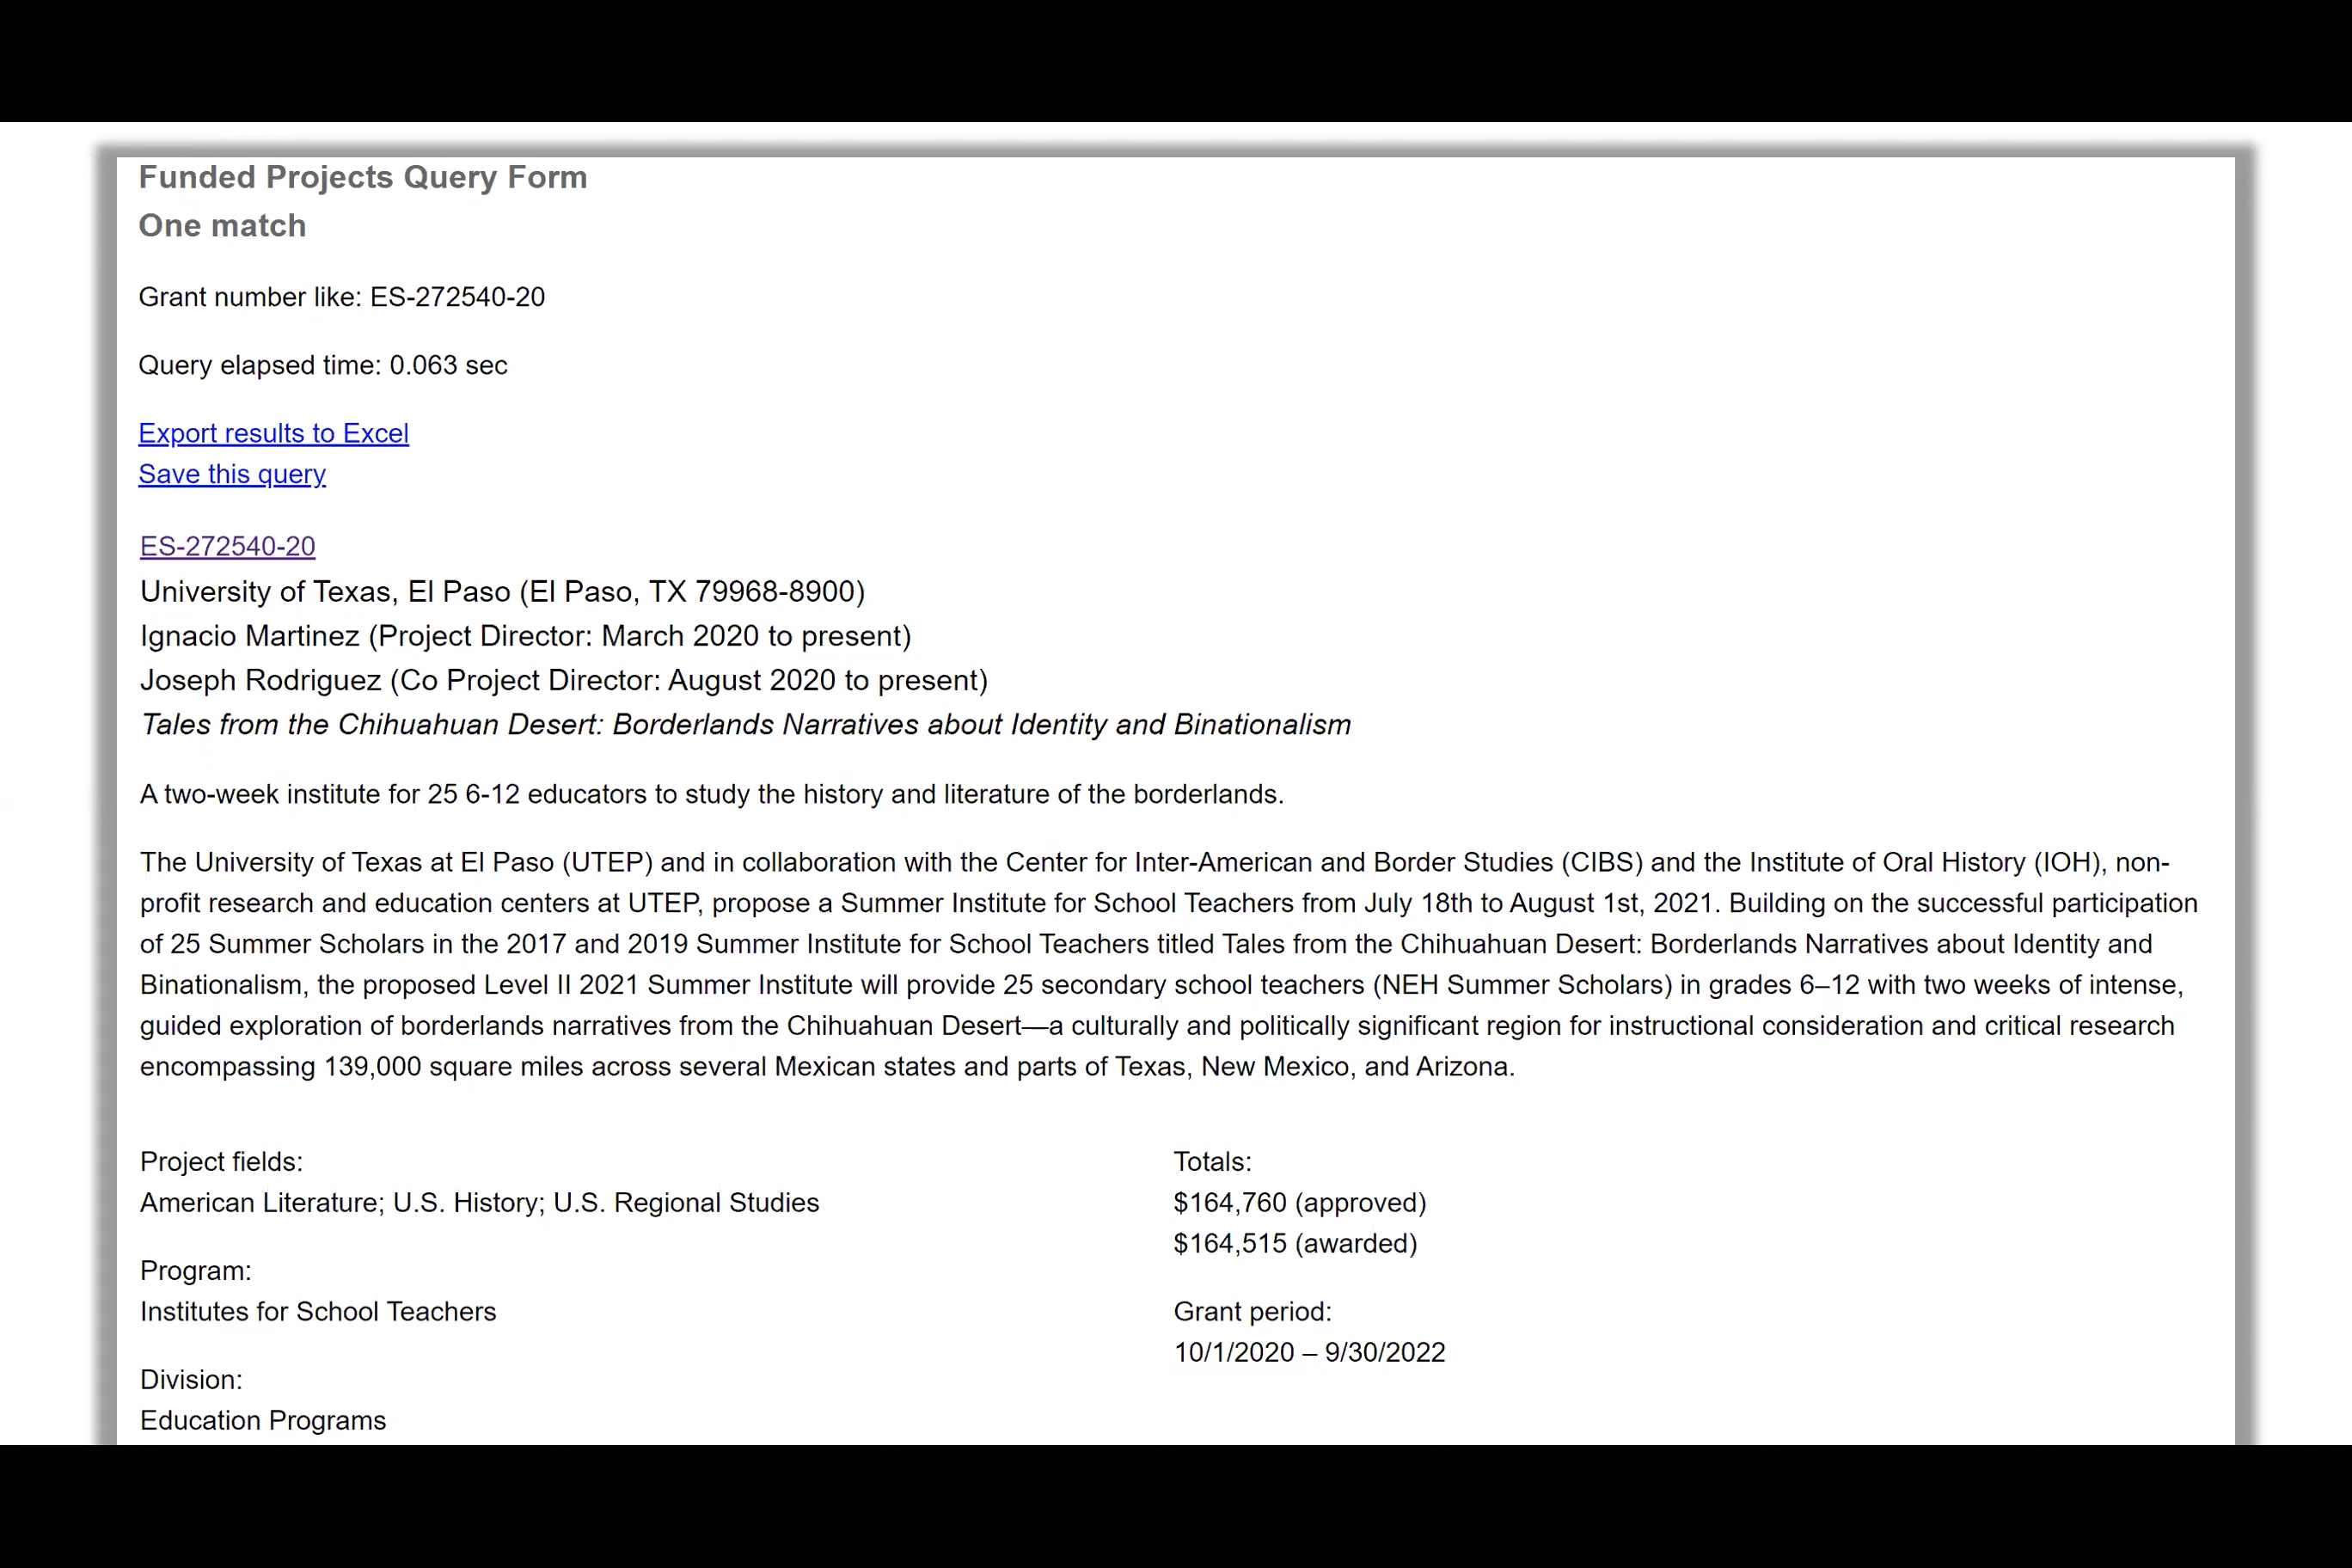 Funded Projects Query Form
One match
Grant number like: ES-272540-20
Query elapsed time: 0.063 sec
Export results to Excel
Save this query
ES-272540-20
University of Texas, El Paso (El Paso, TX 79968-8900)
Ignacio Martinez (Project Director: March 2020 to present)
Joseph Rodriguez (Co Project Director: August 2020 to present)
Tales from the Chihuahuan Desert: Borderlands Narratives about Identity and Binationalism
A two-week institute for 25 6-12 educators to study the history and literature of the borderlands.
The University of Texas at El Paso (UTEP) and in collaboration with the Center for Inter-American and Border Studies (CIBS) and the Institute of Oral History (IOH), non-
profit research and education centers at UTEP, propose a Summer Institute for School Teachers from July 18th to August 1st, 2021. Building on the successful participation
of 25 Summer Scholars in the 2017 and 2019 Summer Institute for School Teachers titled Tales from the Chihuahuan Desert: Borderlands Narratives about Identity and
Binationalism, the proposed Level II 2021 Summer Institute will provide 25 secondary school teachers (NEH Summer Scholars) in grades 6–12 with two weeks of intense,
guided exploration of borderlands narratives from the Chihuahuan Desert—a culturally and politically significant region for instructional consideration and critical research
encompassing 139,000 square miles across several Mexican states and parts of Texas, New Mexico, and Arizona.
Project fields:
American Literature; U.S. History; U.S. Regional Studies
Program:
Institutes for School Teachers
Division:
Education Programs
Totals:
$164,760 (approved)
$164,515 (awarded)
Grant period:
10/1/2020 – 9/30/2022